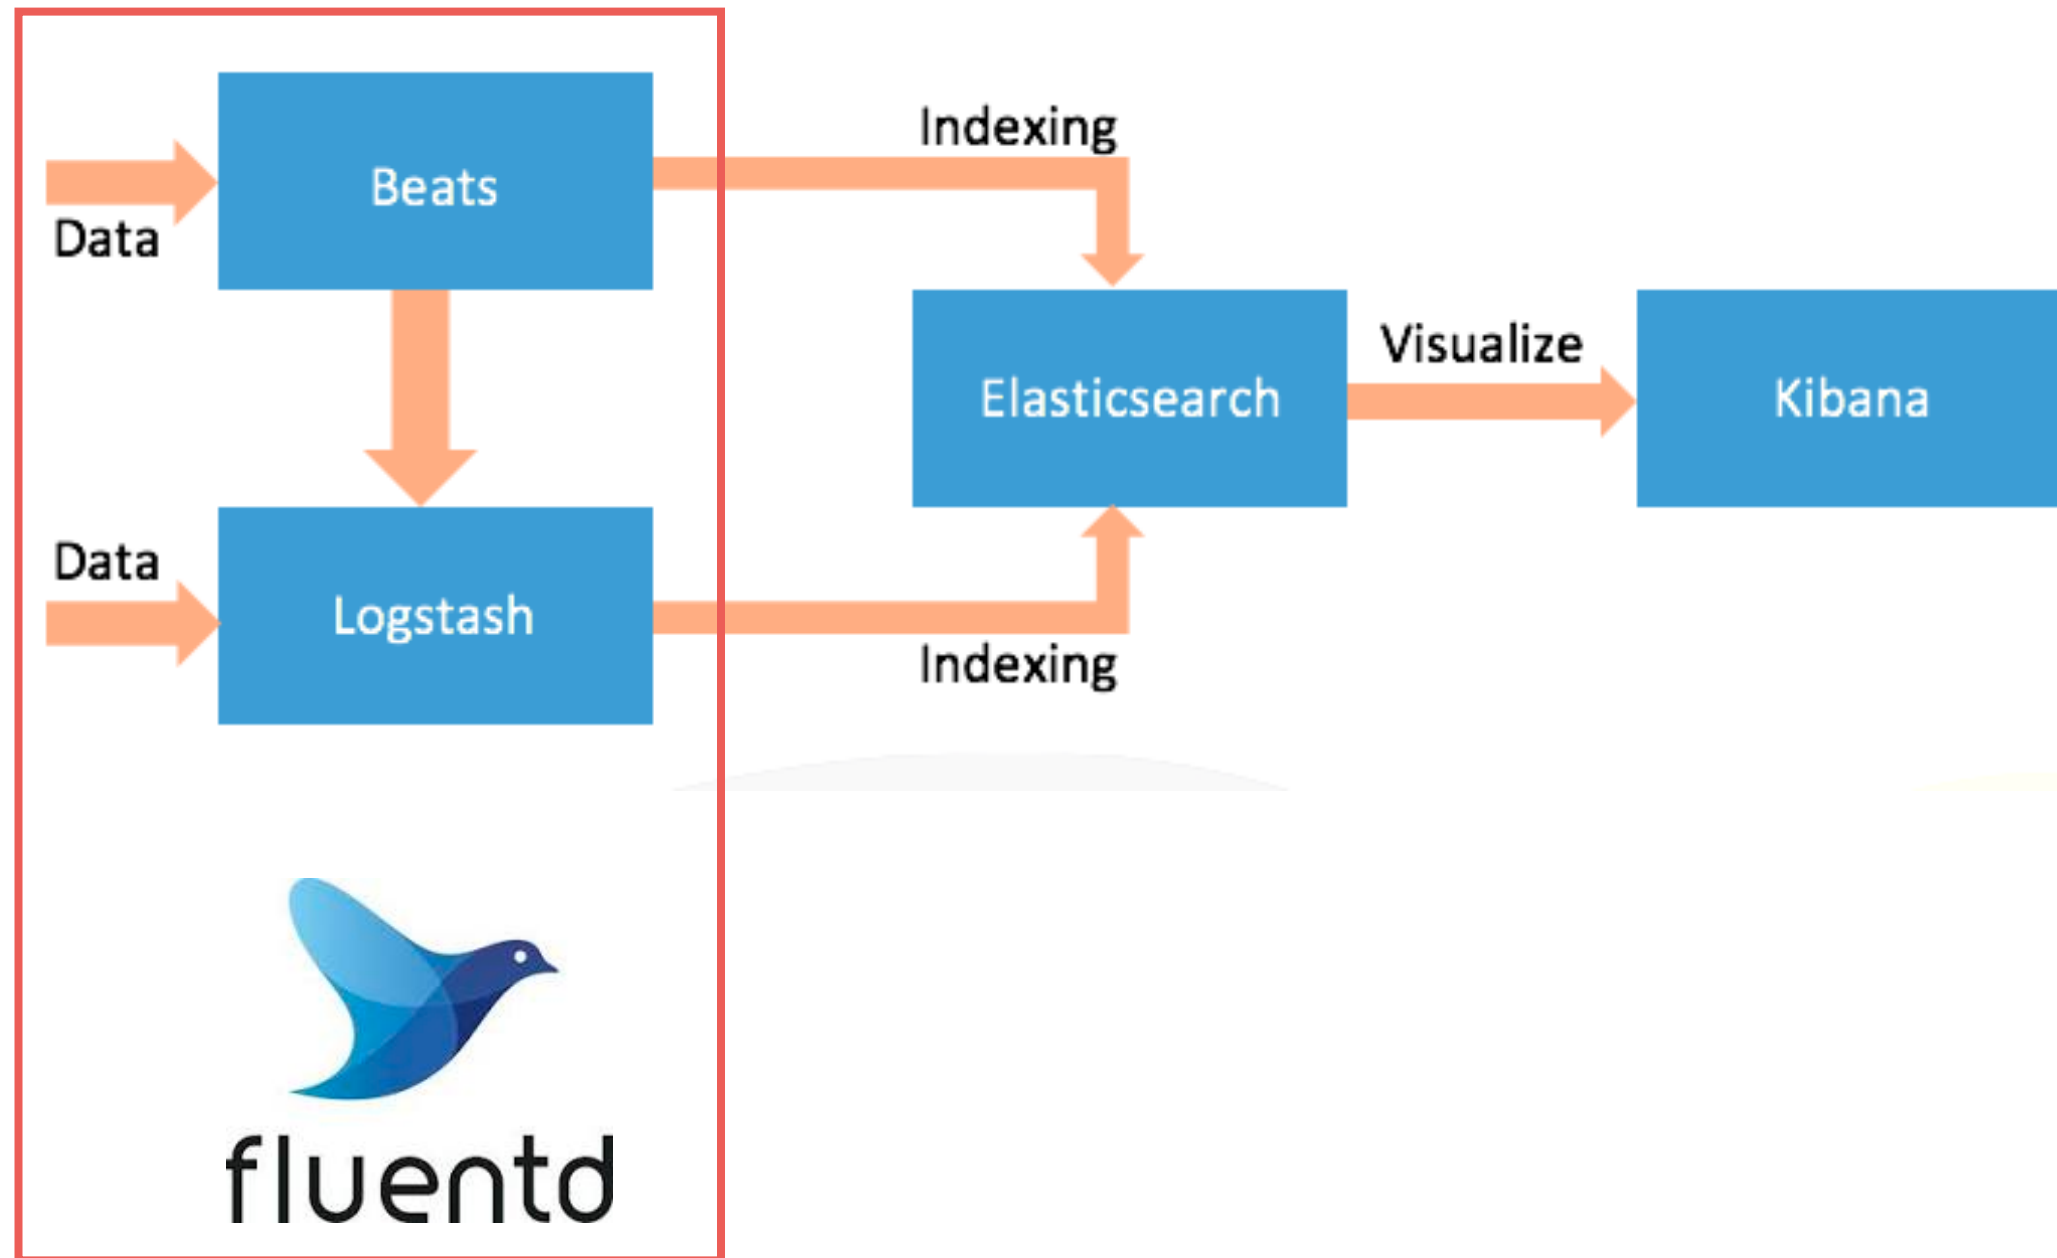 Indexing
Beats
Data
Visualize
Elasticsearch
Kibana
Data
Logstash
Indexing
fluentd